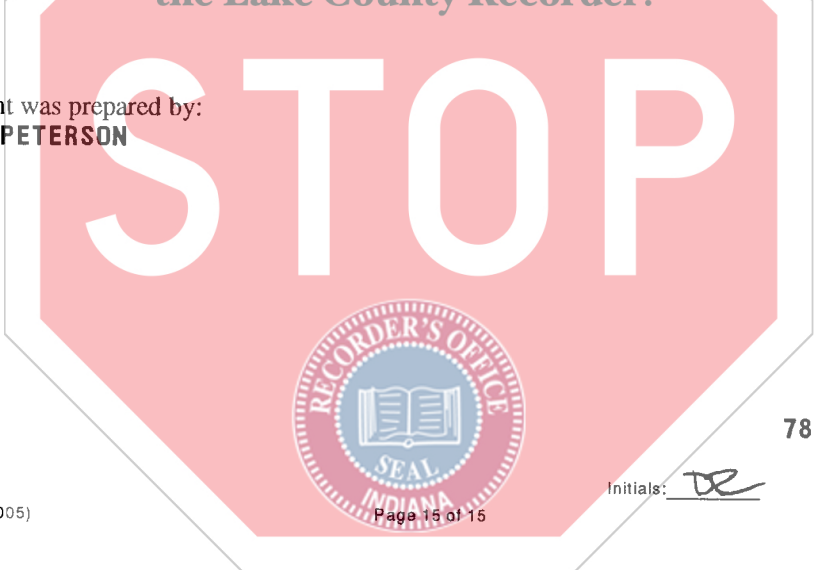 the Lake County Recorder!
STOP
nt was prepared by:
PETERSON
RECORDER'S OFFICE
SEAL
INDIANA
78
Initials:
005)
Page 15 of 15